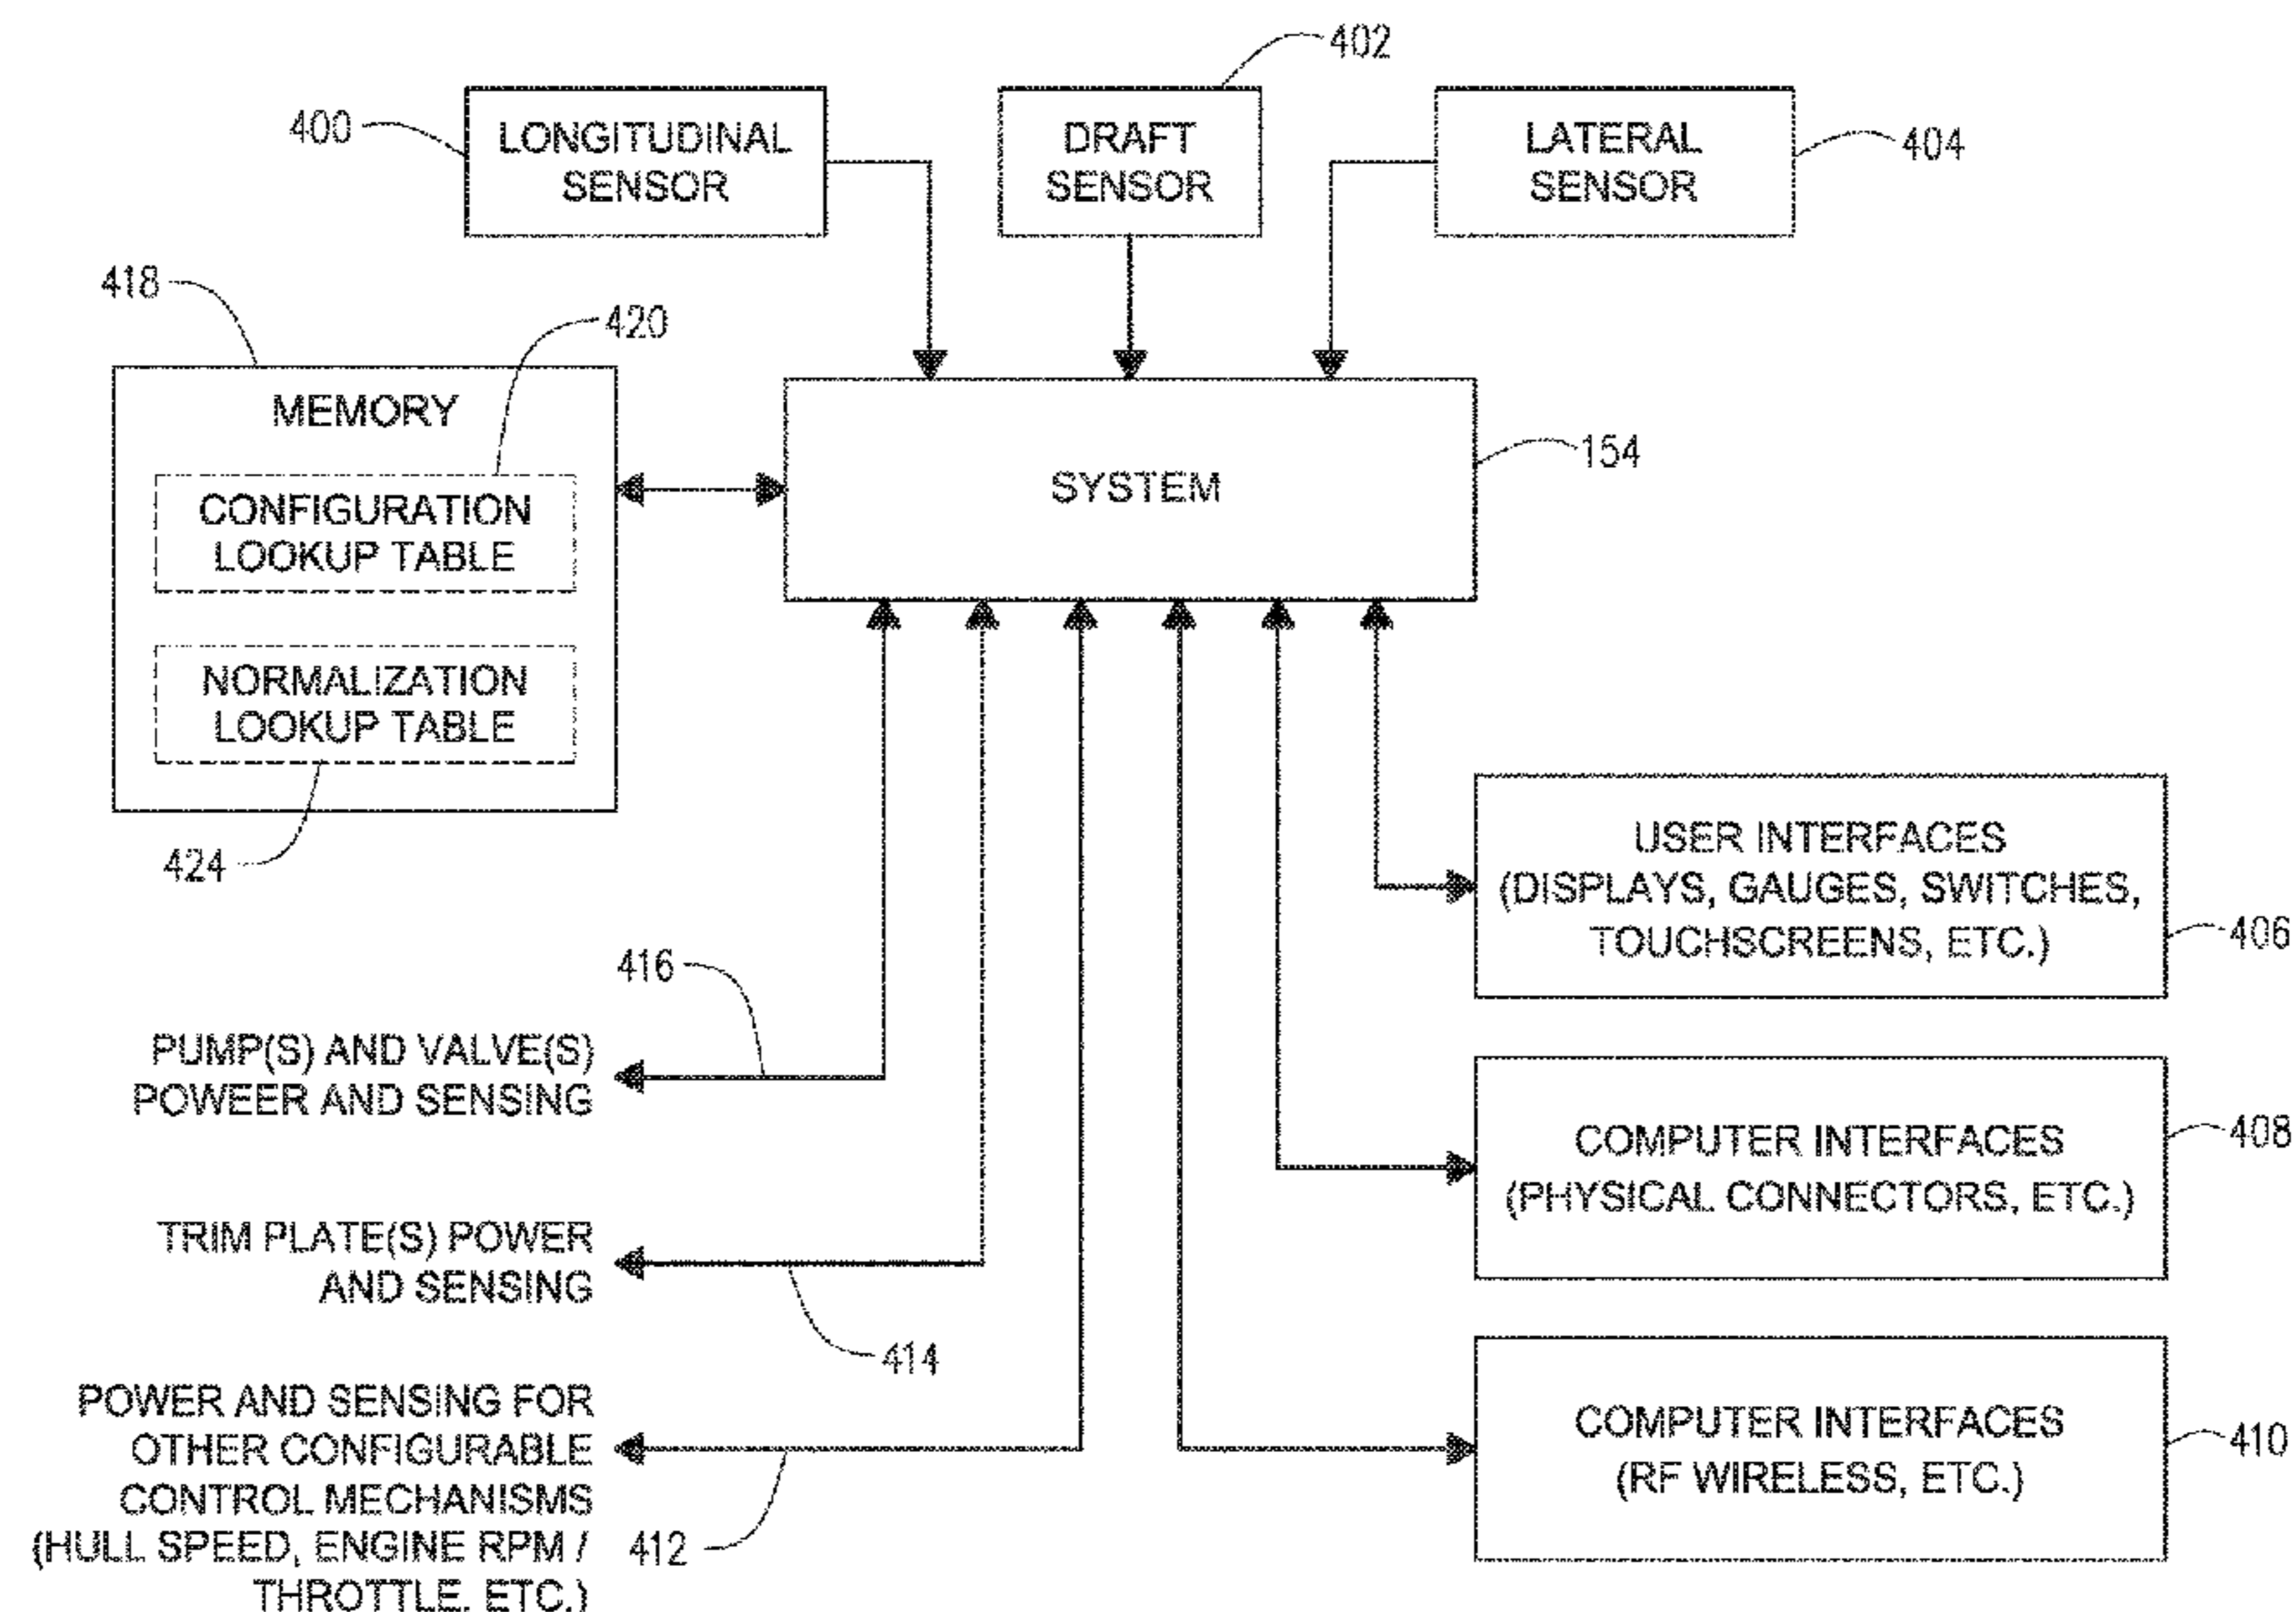 402
400
LONGITUDINAL
SENSOR
DRAFT
SENSOR
LATERAL
SENSOR
404
418
420
MEMORY
CONFIGURATION
LOOKUP TABLE
NORMALIZATION
LOOKUP TABLE
424
SYSTEM
154
USER INTERFACES
(DISPLAYS, GAUGES, SWITCHES,
TOUCHSCREENS, ETC.)
406
416
PUMP(S) AND VALVE(S)
POWEER AND SENSING
COMPUTER INTERFACES
(PHYSICAL CONNECTORS, ETC.)
408
TRIM PLATE(S) POWER
AND SENSING
414
COMPUTER INTERFACES
(RF WIRELESS, ETC.)
410
POWER AND SENSING FOR
OTHER CONFIGURABLE
CONTROL MECHANISMS
(HULL SPEED, ENGINE RPM /
THROTTLE, ETC.)
412